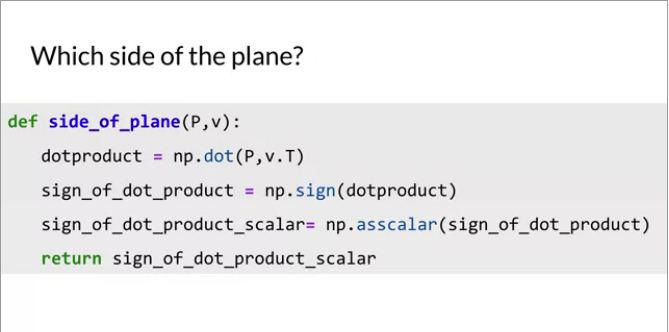 Which side of the plane?
def side_of_plane(P,v):
dotproduct = np.dot(P,v.T)
sign_of_dot_product = np.sign(dotproduct)
sign_of_dot_product_scalar= np.asscalar(sign_of_dot_product)
return sign_of_dot_product_scalar